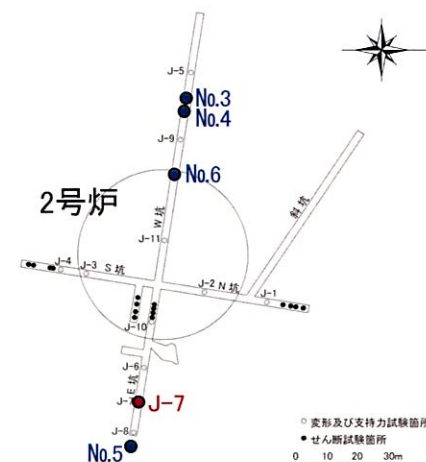 J-5
No.3
No.4
J-9
No.6
2号炉
W坑
斜坑
J-11
J-4
J-3
S坑
J-2
N坑
J-1
J-10
J-6
E坑
J-7
J-7
J-8
No.5
○ 変形及び支持力試験箇所
● せん断試験箇所
0 10 20 30m